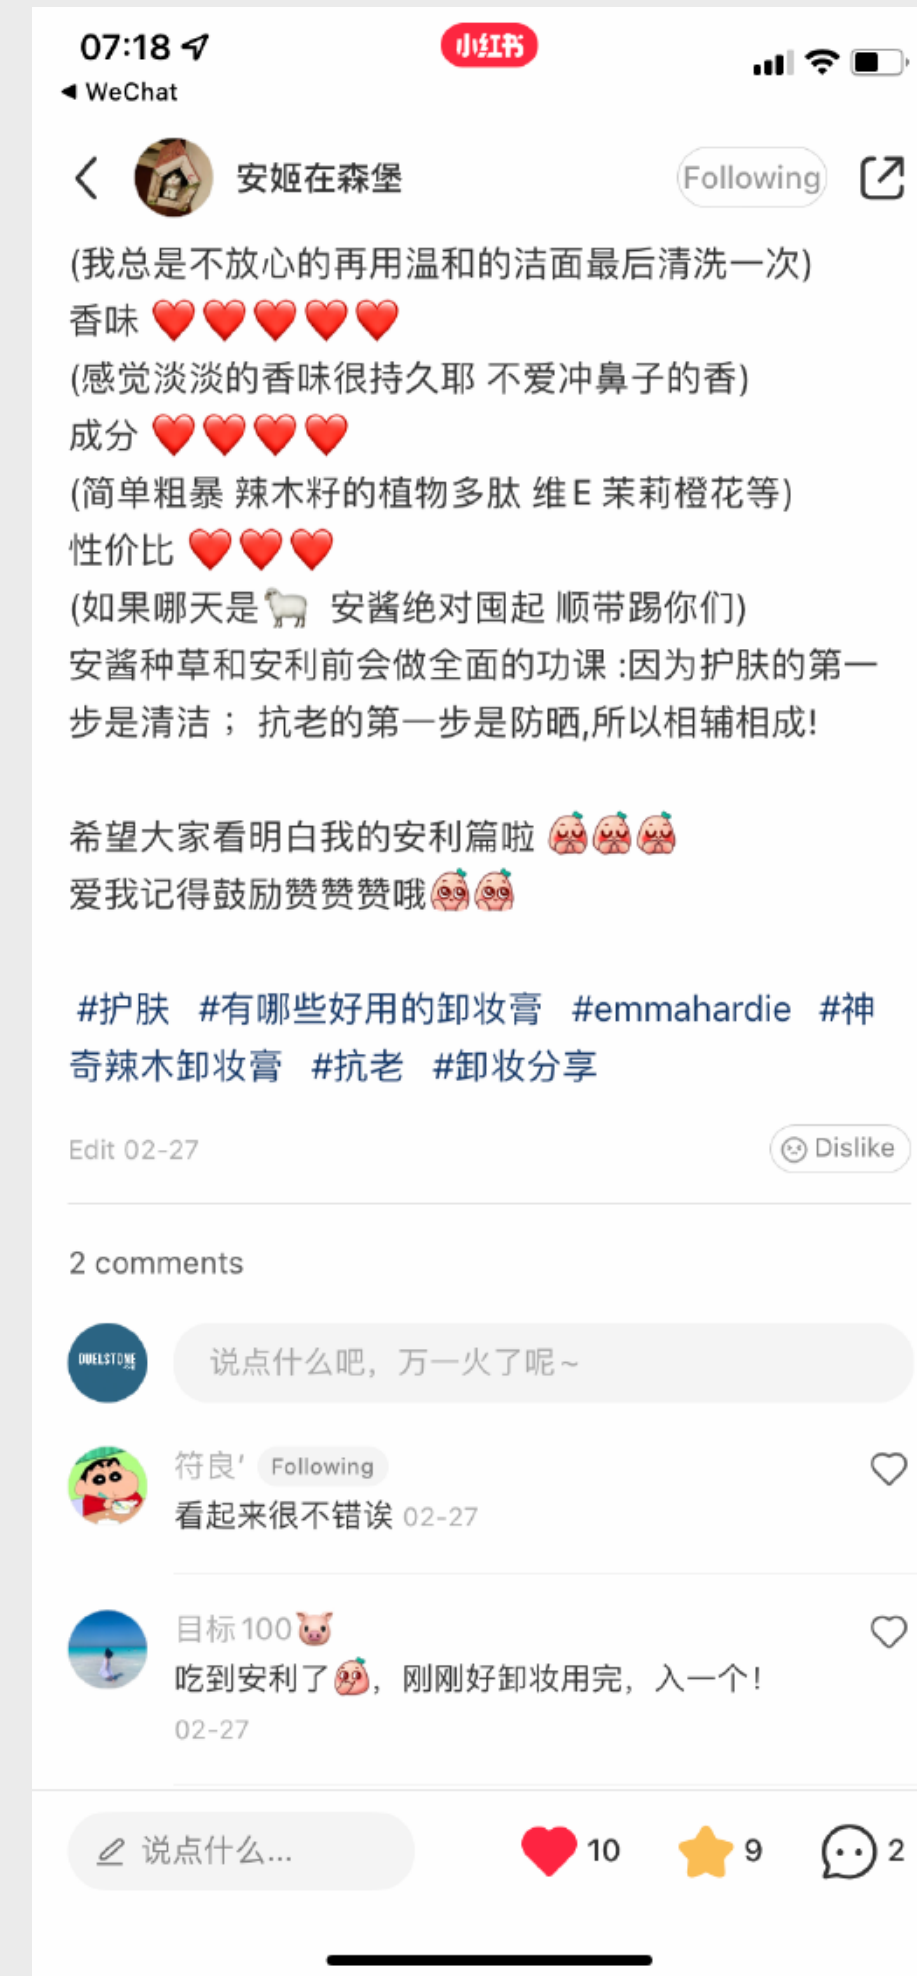 07:18
小红书
WeChat
安姬在森堡
Following
(我总是不放心的再用温和的洁面最后清洗一次)
香味 ❤️❤️❤️❤️❤️
(感觉淡淡的香味很持久耶 不爱冲鼻子的香)
成分 ❤️❤️❤️❤️
(简单粗暴 辣木籽的植物多肽 维E 茉莉橙花等)
性价比 ❤️❤️❤️
(如果哪天是🐑 安酱绝对囤起 顺带踢你们)
安酱种草和安利前会做全面的功课 :因为护肤的第一
步是清洁； 抗老的第一步是防晒,所以相辅相成!
希望大家看明白我的安利篇啦
爱我记得鼓励赞赞赞哦
#护肤 #有哪些好用的卸妆膏 #emmahardie #神
奇辣木卸妆膏 #抗老 #卸妆分享
Edit 02-27
Dislike
2 comments
DUELSTONE
说点什么吧，万一火了呢~
符良′ Following
看起来很不错诶 02-27
目标100🐷
吃到安利了，刚刚好卸妆用完，入一个！
02-27
说点什么...
10
9
2